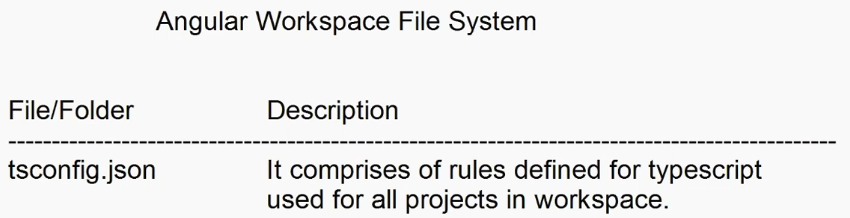 Angular Workspace File System
File/Folder Description
---------------------------------------------------------------------------------------------
tsconfig.json It comprises of rules defined for typescript
used for all projects in workspace.